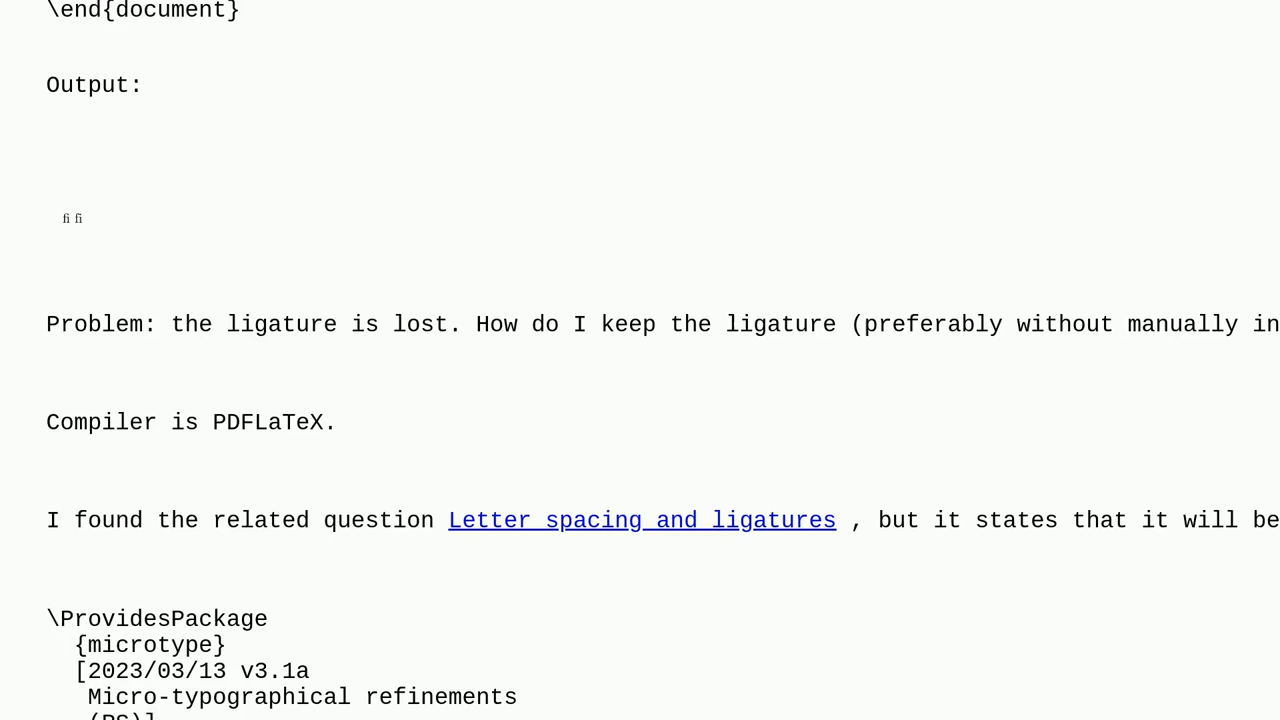 \end{document}
Output:
fi fi
Problem: the ligature is lost. How do I keep the ligature (preferably without manually in
Compiler is PDFLaTeX.
I found the related question Letter spacing and ligatures , but it states that it will be
\ProvidesPackage
{microtype}
[2023/03/13 v3.1a
Micro-typographical refinements
(RS)]